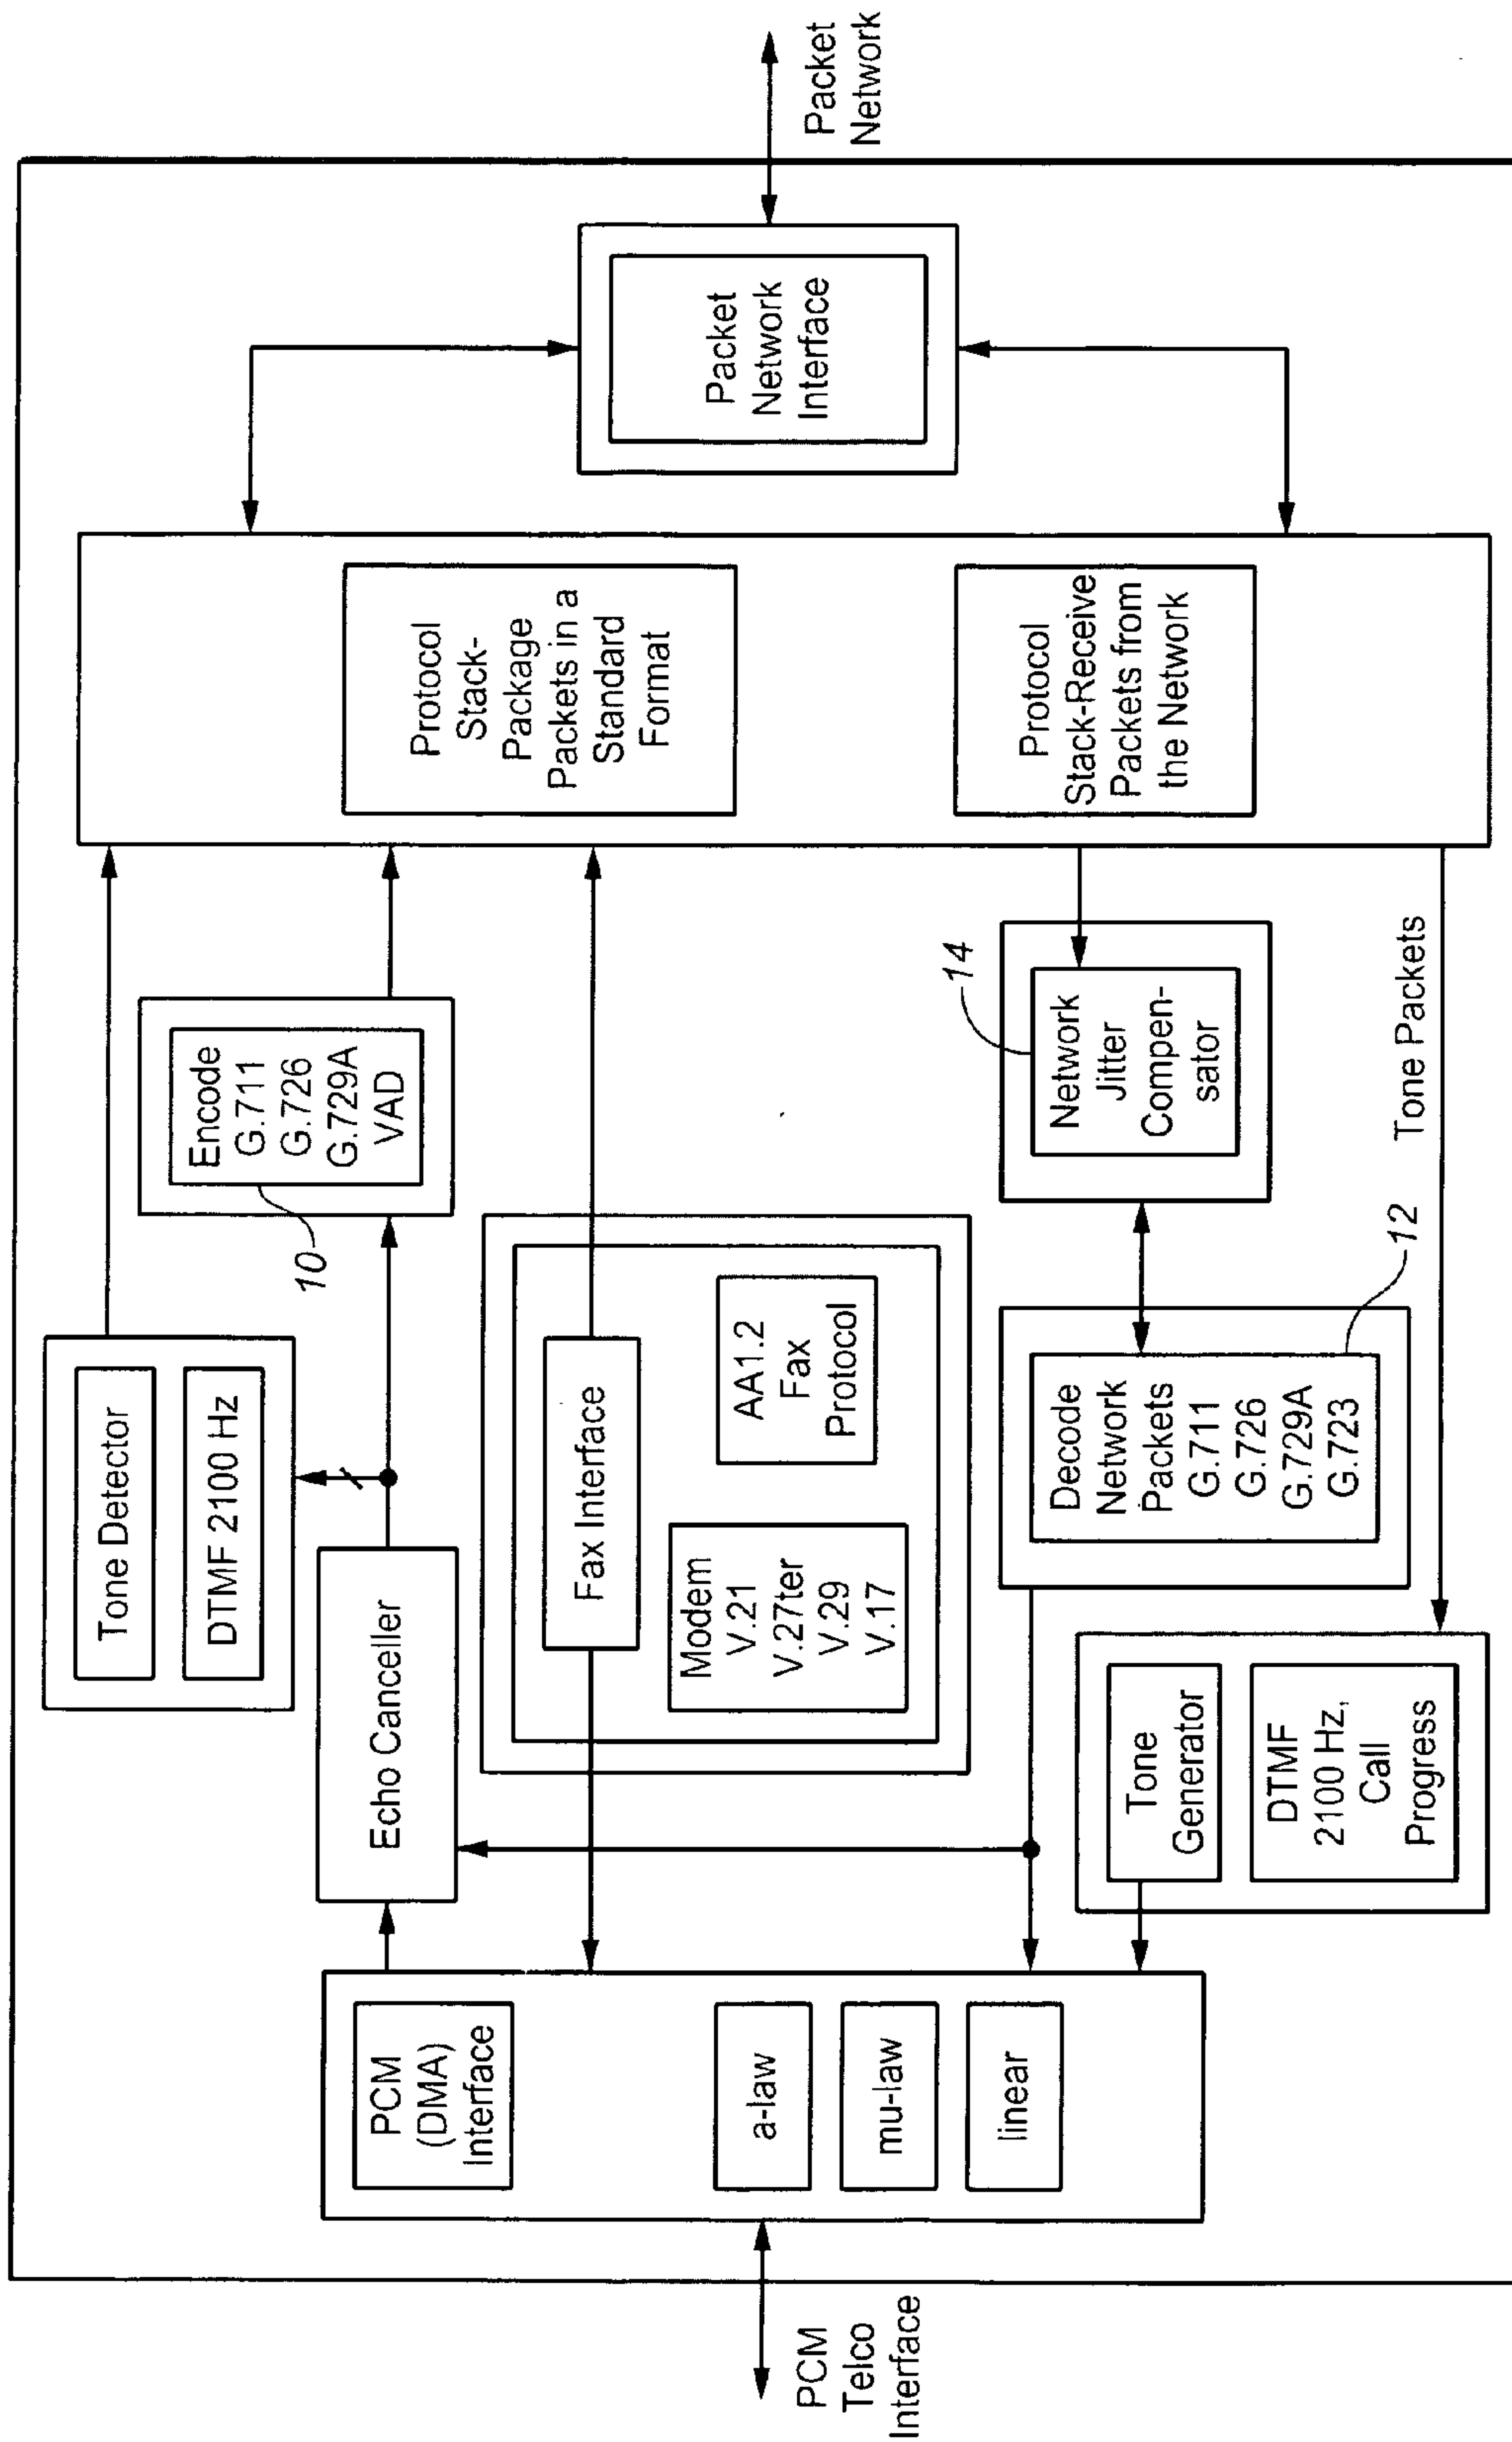 PCM
Telco
Interface
PCM
(DMA)
Interface
a-law
mu-law
linear
Echo Canceller
Tone Detector
DTMF 2100 Hz
10
Encode
G.711
G.726
G.729A
VAD
Fax Interface
Modem
V.21
V.27ter
V.29
V.17
AA1.2
Fax
Protocol
Tone
Generator
DTMF
2100 Hz,
Call
Progress
Decode
Network
Packets
G.711
G.726
G.729A
G.723
12
14
Network
Jitter
Compen-
sator
Tone Packets
Protocol
Stack-
Package
Packets in a
Standard
Format
Protocol
Stack-Receive
Packets from
the Network
Packet
Network
Interface
Packet
Network